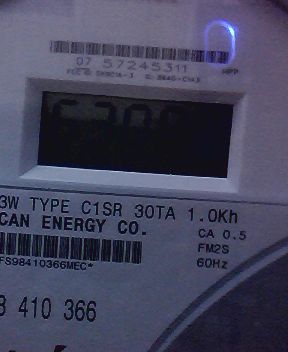 07 57245311
3W TYPE C1SR 30TA 1.0Kh
CAN ENERGY CO.
CA 0.5
FM2S
FS98410366MEC*
60Hz
8 410 366